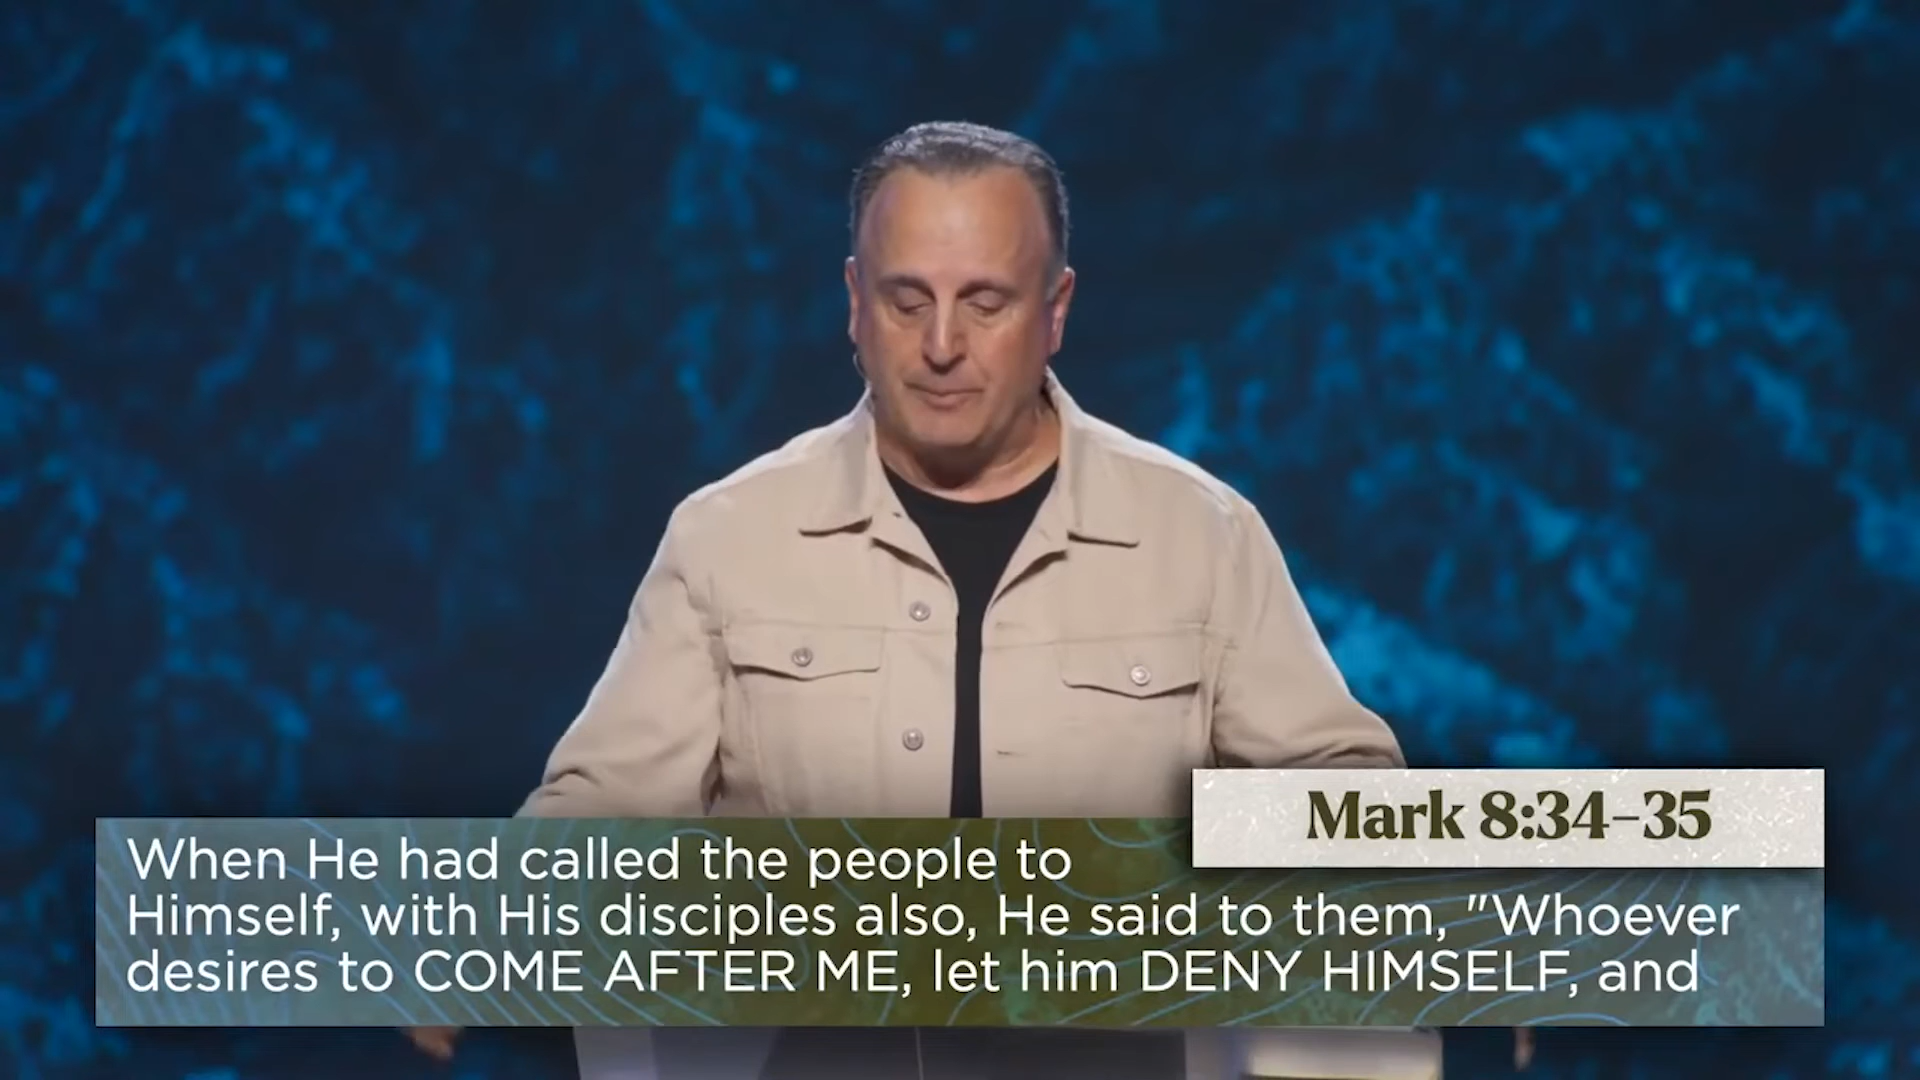 Mark 8:34-35
When He had called the people to
Himself, with His disciples also, He said to them, "Whoever
desires to COME AFTER ME, let him DENY HIMSELF, and